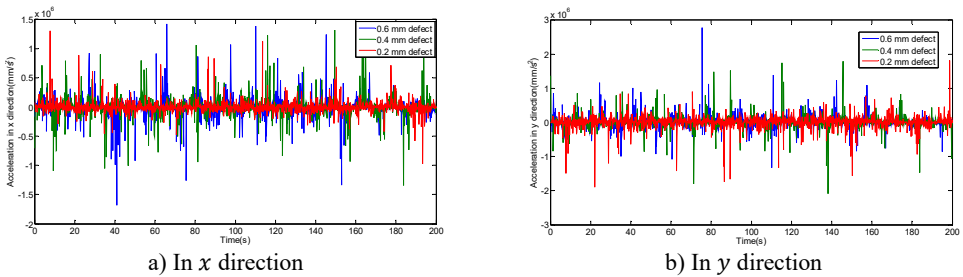 x 10^6
1.5
1
0.5
0
-0.5
-1
-1.5
-2
Acceleration in x direction(mm/s²)
0.6 mm defect
0.4 mm defect
0.2 mm defect
0 20 40 60 80 100 120 140 160 180 200
Time(s)
a) In x direction
x 10^6
3
2
1
0
-1
-2
-3
Acceleration in y direction(mm/s²)
0.6 mm defect
0.4 mm defect
0.2 mm defect
0 20 40 60 80 100 120 140 160 180 200
Time(s)
b) In y direction